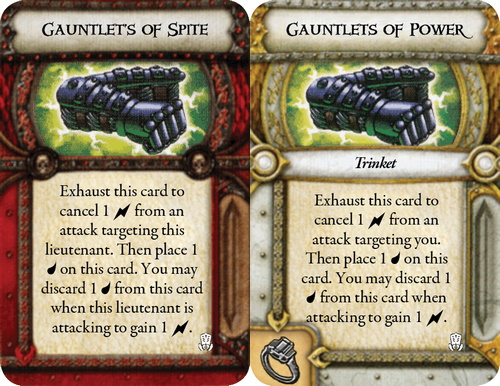 Gauntlets of Spite
Exhaust this card to
cancel 1 from an
attack targeting this
lieutenant. Then place 1
on this card. You may
discard 1 from this card
when this lieutenant is
attacking to gain 1 .
Gauntlets of Power
Trinket
Exhaust this card to
cancel 1 from an
attack targeting you.
Then place 1 on this
card. You may discard 1
from this card when
attacking to gain 1 .